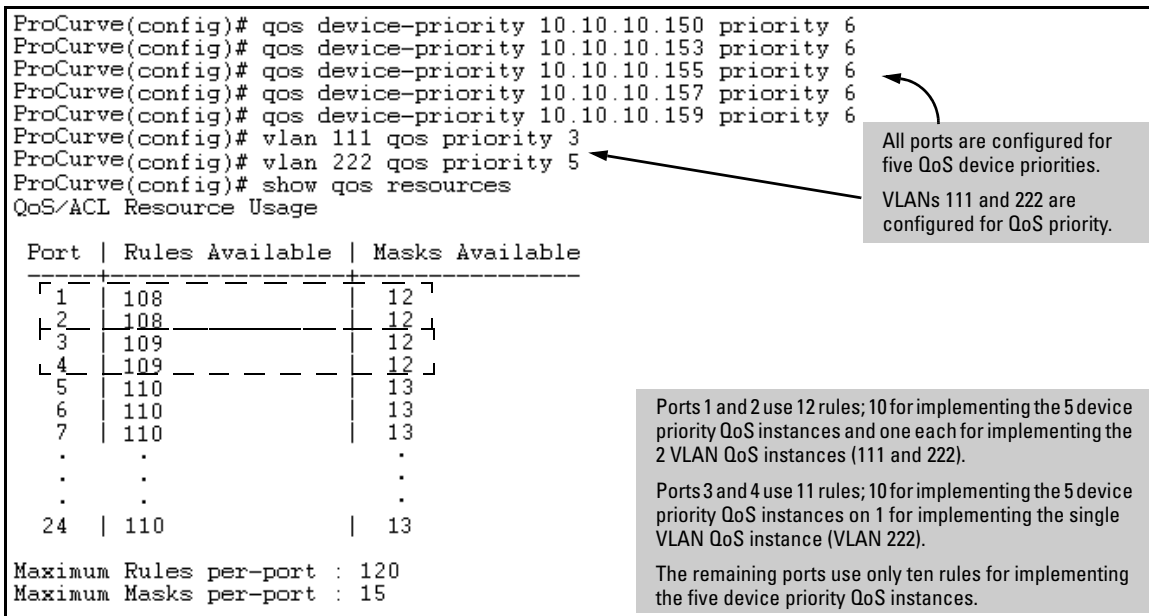 ProCurve(config)# qos device-priority 10.10.10.150 priority 6
ProCurve(config)# qos device-priority 10.10.10.153 priority 6
ProCurve(config)# qos device-priority 10.10.10.155 priority 6
ProCurve(config)# qos device-priority 10.10.10.157 priority 6
ProCurve(config)# qos device-priority 10.10.10.159 priority 6
ProCurve(config)# vlan 111 qos priority 3
ProCurve(config)# vlan 222 qos priority 5
ProCurve(config)# show qos resources
QoS/ACL Resource Usage
All ports are configured for
five QoS device priorities.
VLANs 111 and 222 are
configured for QoS priority.
Port | Rules Available | Masks Available
1 | 108 | 12
2 | 108 | 12
3 | 109 | 12
4 | 109 | 12
5 | 110 | 13
6 | 110 | 13
7 | 110 | 13
. . .
. . .
. . .
24 | 110 | 13
Maximum Rules per-port : 120
Maximum Masks per-port : 15
Ports 1 and 2 use 12 rules; 10 for implementing the 5 device
priority QoS instances and one each for implementing the
2 VLAN QoS instances (111 and 222).
Ports 3 and 4 use 11 rules; 10 for implementing the 5 device
priority QoS instances on 1 for implementing the single
VLAN QoS instance (VLAN 222).
The remaining ports use only ten rules for implementing
the five device priority QoS instances.